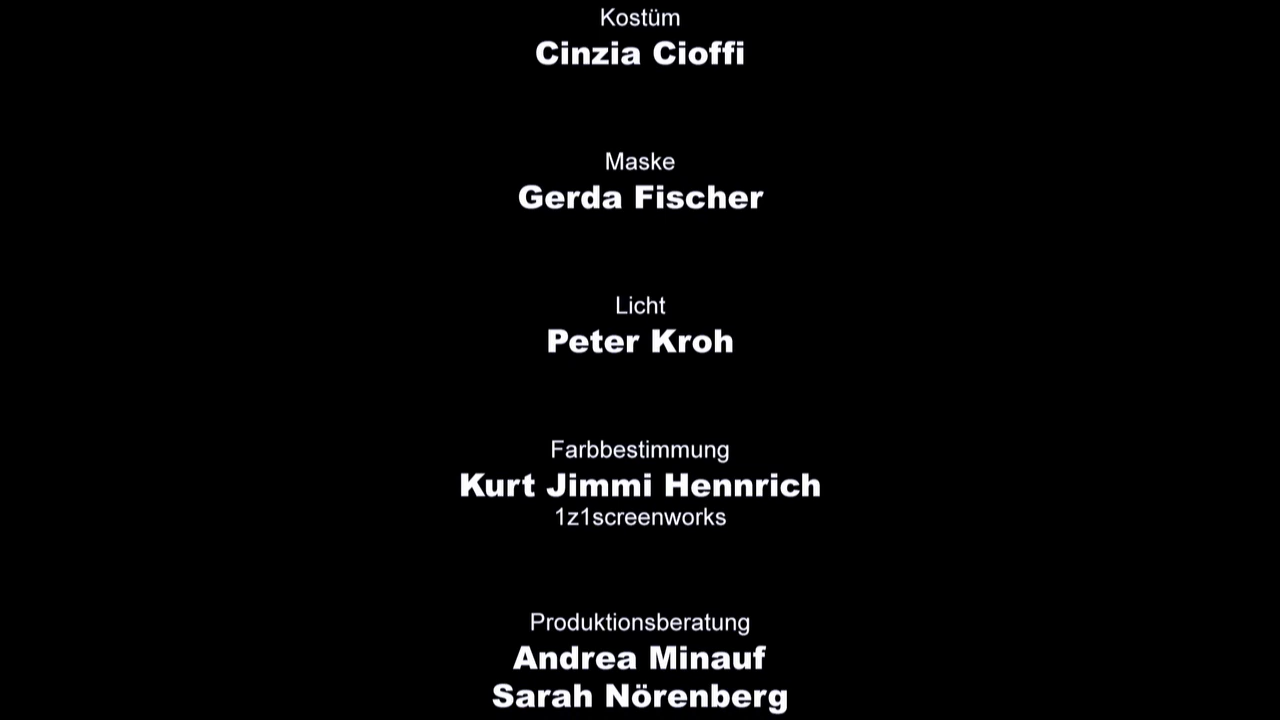 Kostüm
Cinzia Cioffi
Maske
Gerda Fischer
Licht
Peter Kroh
Farbbestimmung
Kurt Jimmi Hennrich
1z1screenworks
Produktionsberatung
Andrea Minauf
Sarah Nörenberg